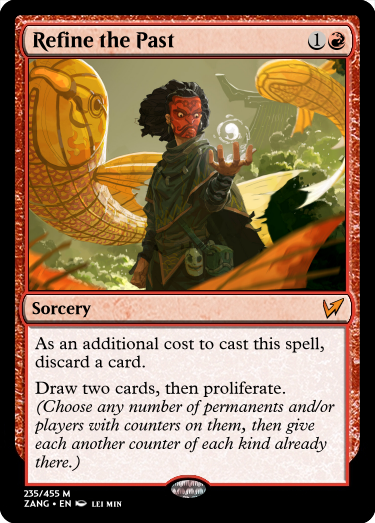 Refine the Past 1
Sorcery
As an additional cost to cast this spell,
discard a card.
Draw two cards, then proliferate.
(Choose any number of permanents and/or
players with counters on them, then give
each another counter of each kind already
there.)
235/455 M
ZANG • EN LEI MIN